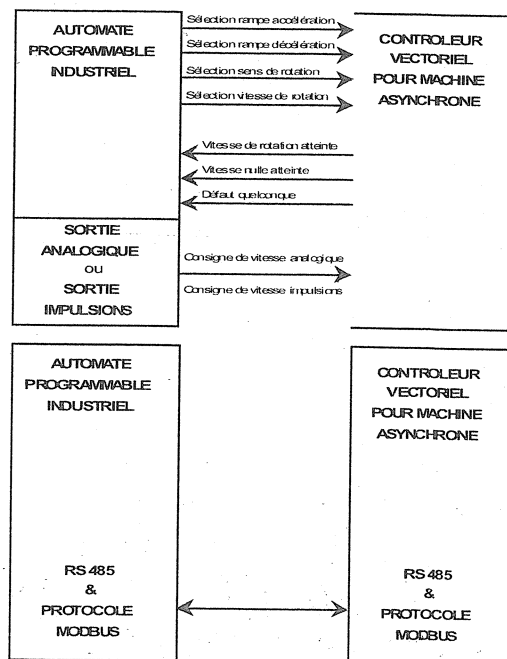 AUTOMATE
PROGRAMMABLE
INDUSTRIEL
Sélection rampe accélération
Sélection rampe décélération
Sélection sens de rotation
Sélection vitesse de rotation
CONTROLEUR
VECTORIEL
POUR MACHINE
ASYNCHRONE
Vitesse de rotation atteinte
Vitesse nulle atteinte
Défaut quelconque
SORTIE
ANALOGIQUE
ou
SORTIE
IMPULSIONS
Consigne de vitesse analogique
Consigne de vitesse impulsions
AUTOMATE
PROGRAMMABLE
INDUSTRIEL
CONTROLEUR
VECTORIEL
POUR MACHINE
ASYNCHRONE
RS 485
&
PROTOCOLE
MODBUS
RS 485
&
PROTOCOLE
MODBUS